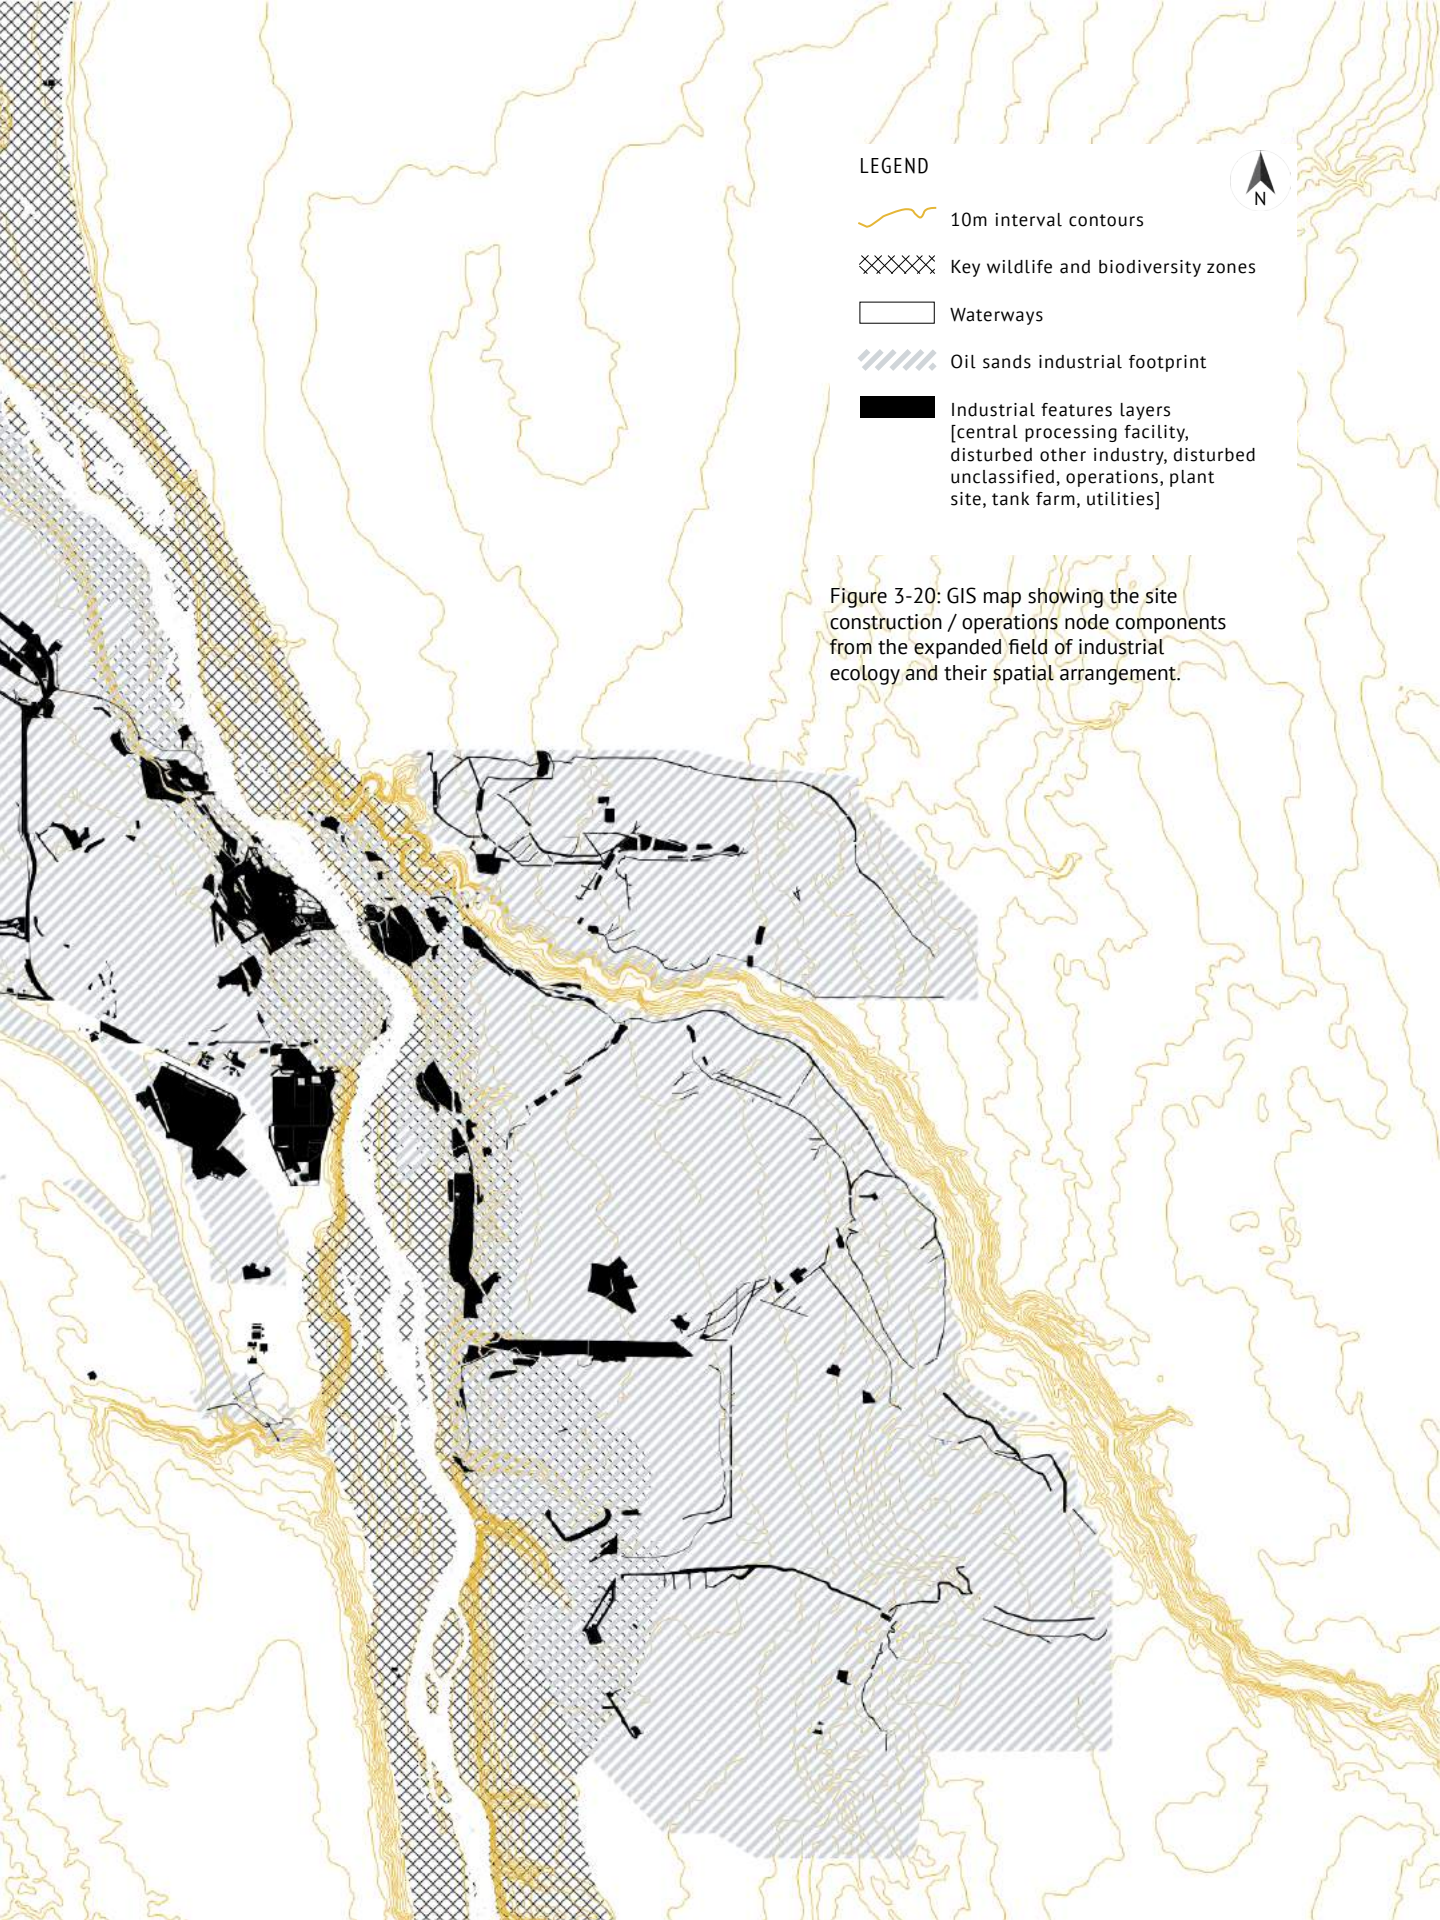 LEGEND
N
10m interval contours
Key wildlife and biodiversity zones
Waterways
Oil sands industrial footprint
Industrial features layers
[central processing facility,
disturbed other industry, disturbed
unclassified, operations, plant
site, tank farm, utilities]
Figure 3-20: GIS map showing the site
construction / operations node components
from the expanded field of industrial
ecology and their spatial arrangement.